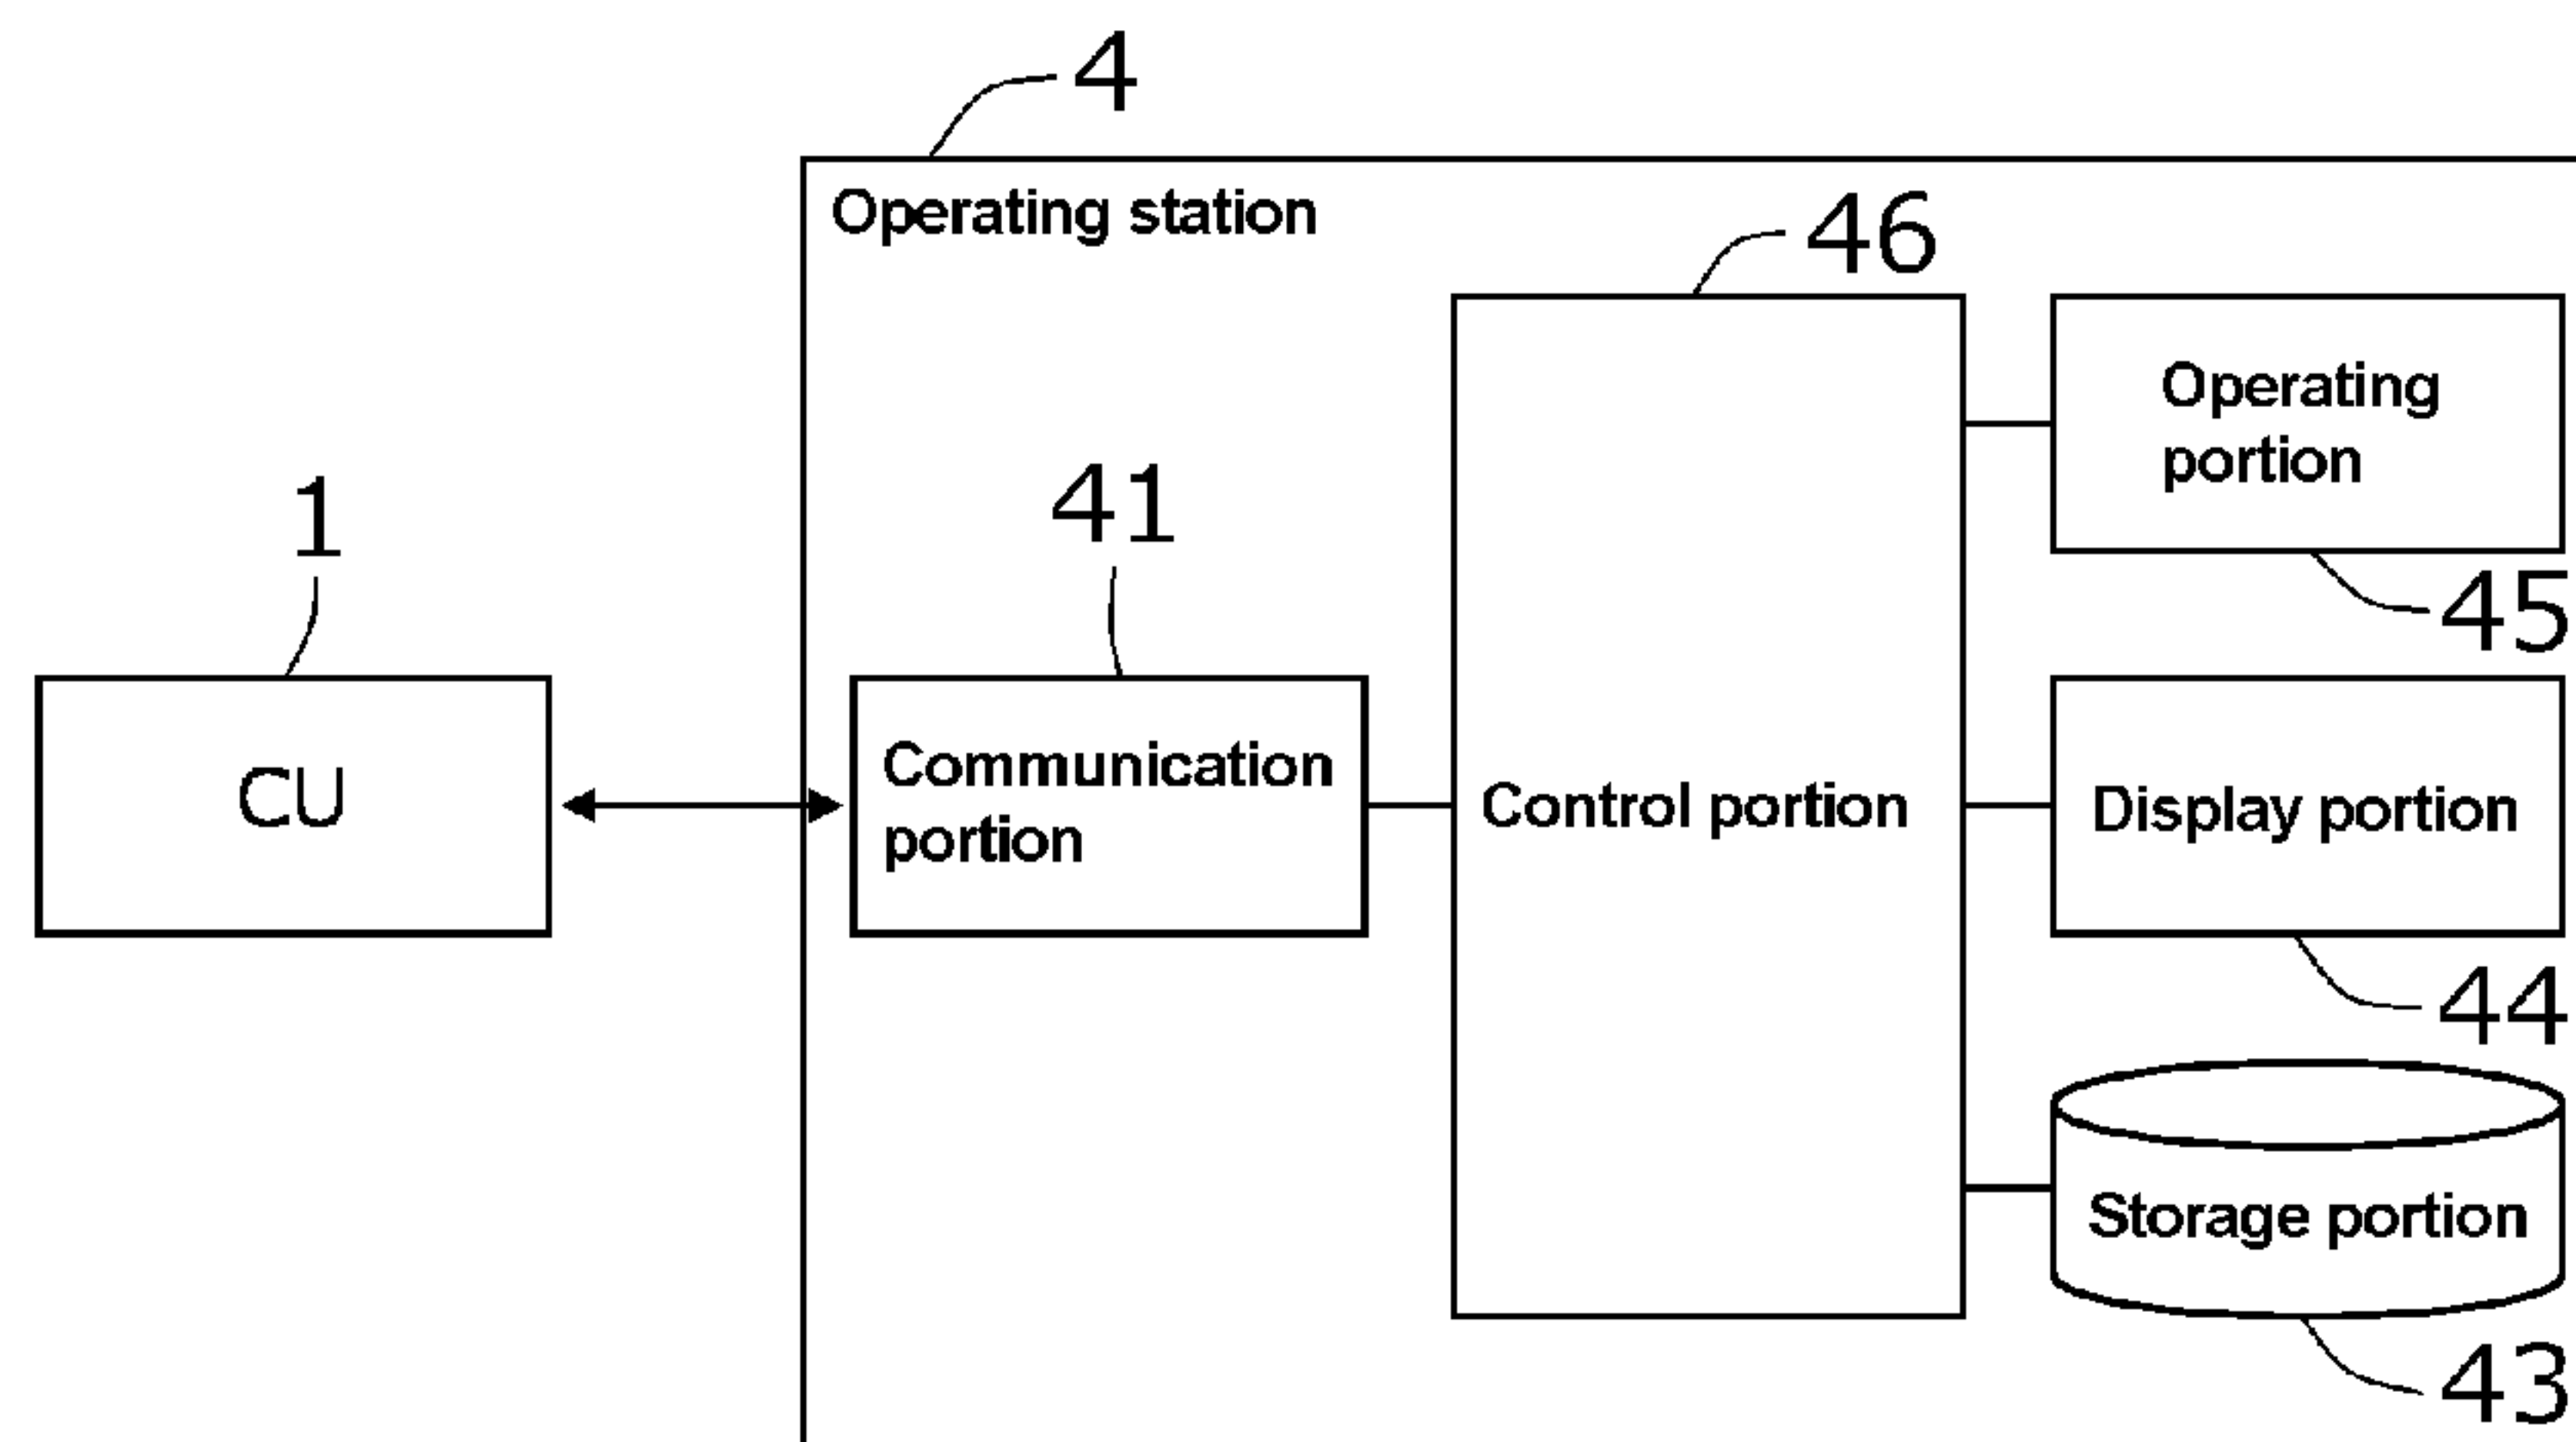 4
Operating station
46
Operating
portion
45
1
41
CU
Communication
portion
Control portion
Display portion
44
Storage portion
43